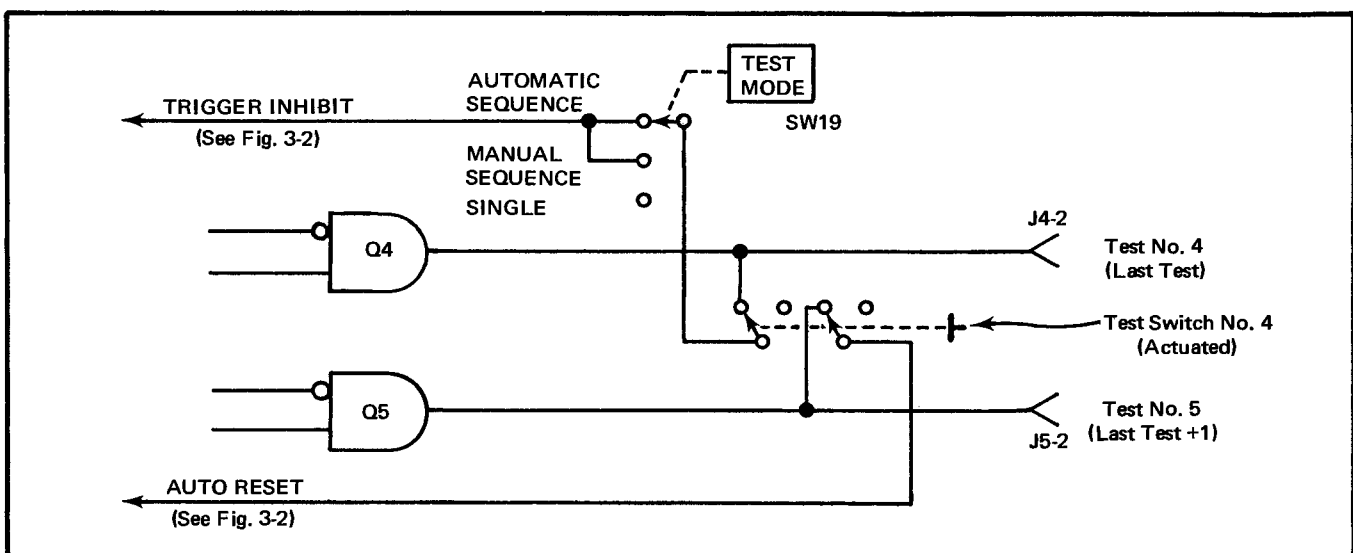 TEST
MODE
SW19
AUTOMATIC
SEQUENCE
TRIGGER INHIBIT
(See Fig. 3-2)
MANUAL
SEQUENCE
SINGLE
Q4
J4-2
Test No. 4
(Last Test)
Test Switch No. 4
(Actuated)
Q5
J5-2
Test No. 5
(Last Test +1)
AUTO RESET
(See Fig. 3-2)